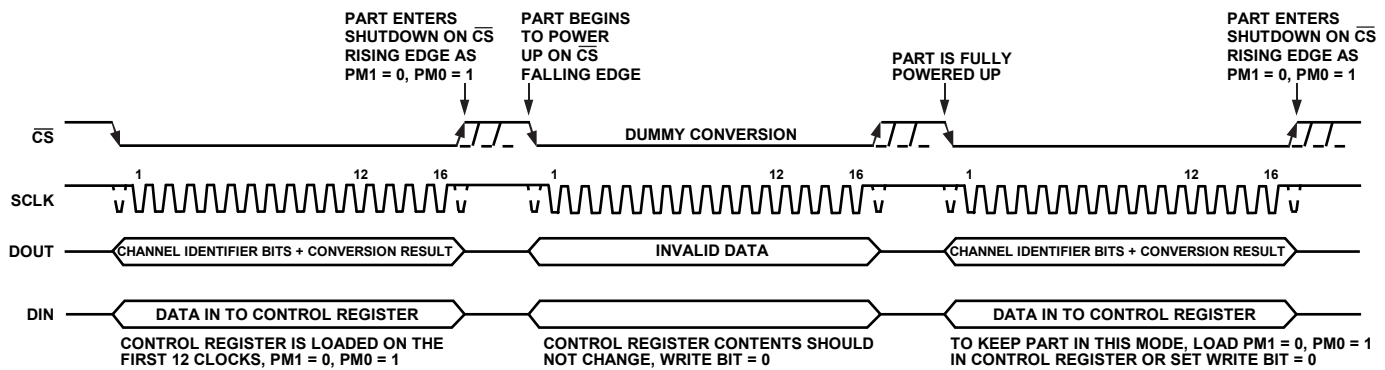 PART ENTERS
SHUTDOWN ON CS
RISING EDGE AS
PM1 = 0, PM0 = 1
PART BEGINS
TO POWER
UP ON CS
FALLING EDGE
PART IS FULLY
POWERED UP
PART ENTERS
SHUTDOWN ON CS
RISING EDGE AS
PM1 = 0, PM0 = 1
CS
DUMMY CONVERSION
1 12 16 1 12 16 1 12 16
SCLK
DOUT
CHANNEL IDENTIFIER BITS + CONVERSION RESULT
INVALID DATA
CHANNEL IDENTIFIER BITS + CONVERSION RESULT
DIN
DATA IN TO CONTROL REGISTER
DATA IN TO CONTROL REGISTER
CONTROL REGISTER IS LOADED ON THE
FIRST 12 CLOCKS, PM1 = 0, PM0 = 1
CONTROL REGISTER CONTENTS SHOULD
NOT CHANGE, WRITE BIT = 0
TO KEEP PART IN THIS MODE, LOAD PM1 = 0, PM0 = 1
IN CONTROL REGISTER OR SET WRITE BIT = 0